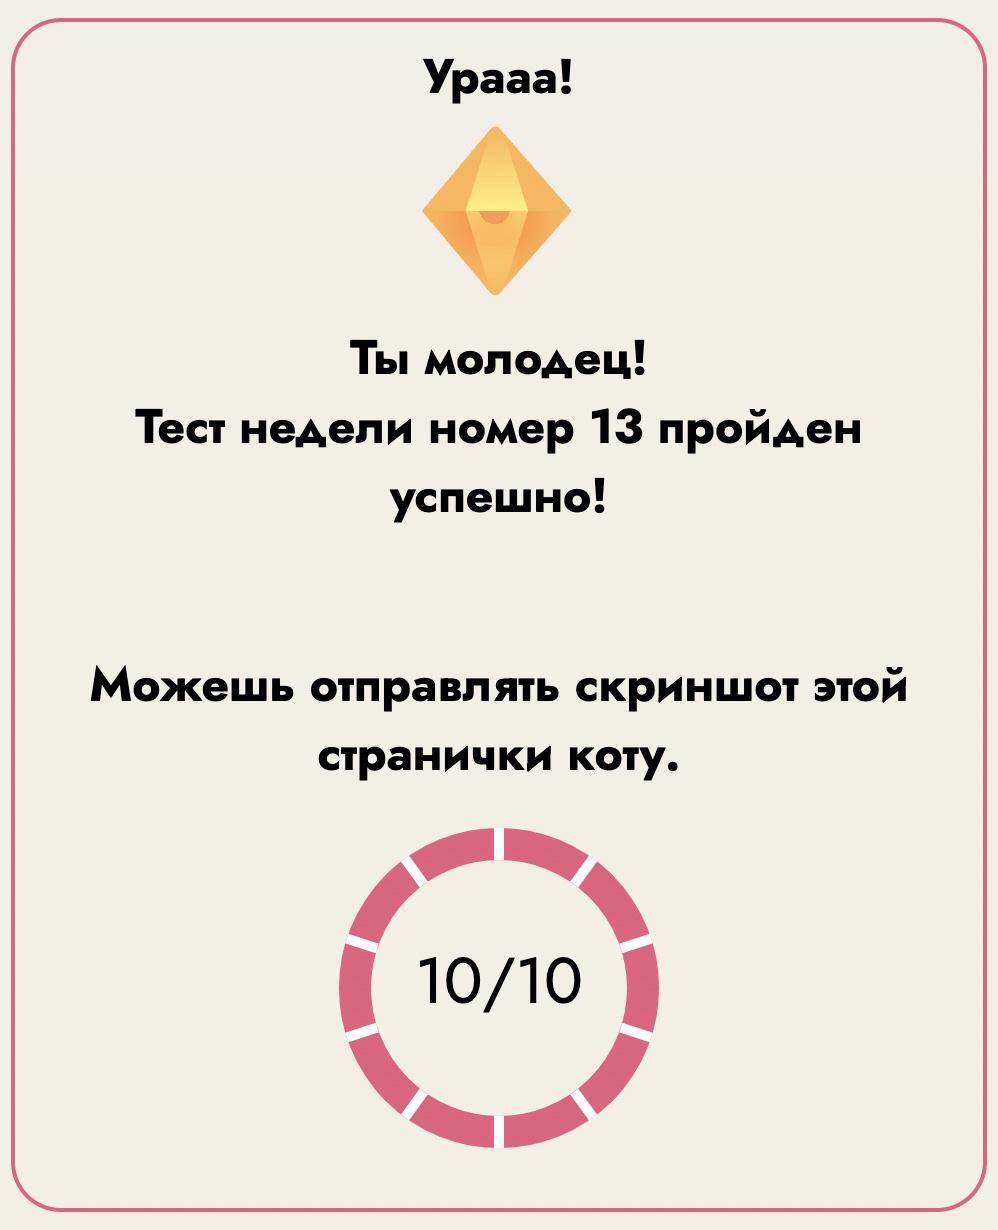 Урааа!
Ты молодец!
Тест недели номер 13 пройден
успешно!
Можешь отправлять скриншот этой
странички коту.
10/10